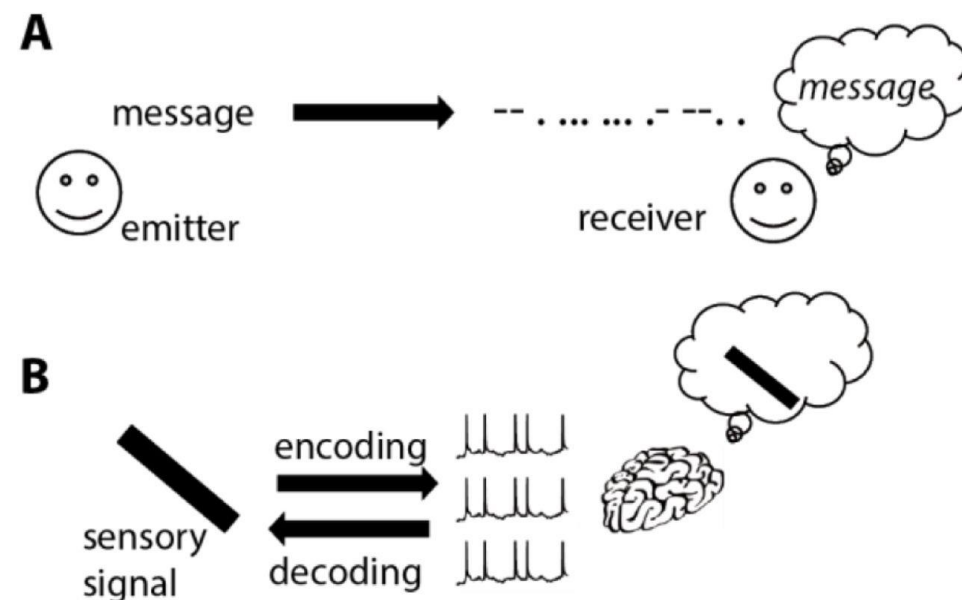 A
message
-- . ... ... .- --. .
message
emitter
receiver
B
encoding
sensory
signal
decoding